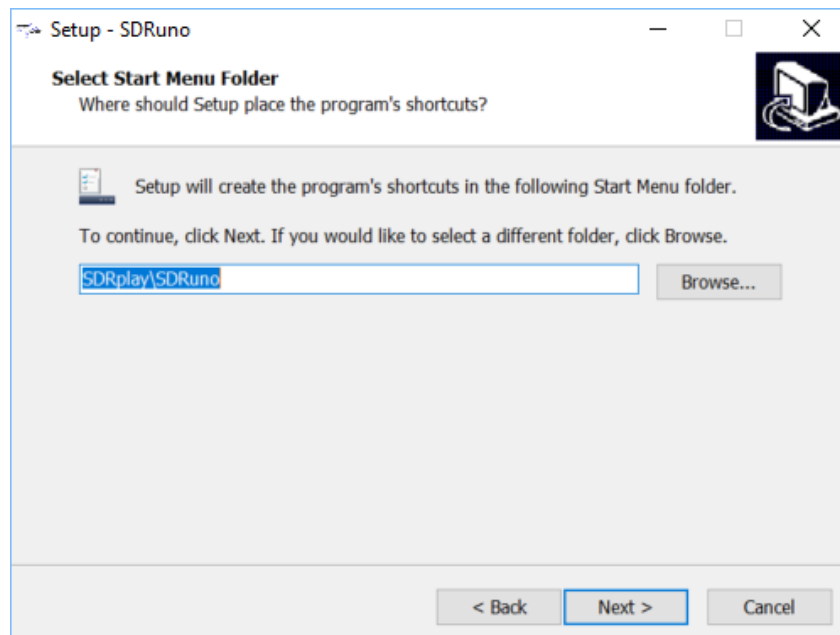 Setup - SDRuno
Select Start Menu Folder
Where should Setup place the program's shortcuts?
Setup will create the program's shortcuts in the following Start Menu folder.
To continue, click Next. If you would like to select a different folder, click Browse.
SDRplay\SDRuno
Browse...
< Back
Next >
Cancel